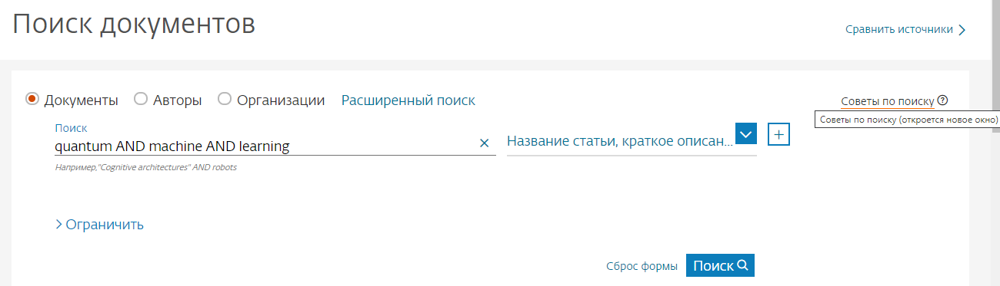 Поиск документов
Сравнить источники
Документы Авторы Организации Расширенный поиск
Советы по поиску
Советы по поиску (откроется новое окно)
Поиск
quantum AND machine AND learning
Название статьи, краткое описан...
Например,"Cognitive architectures" AND robots
Ограничить
Сброс формы Поиск